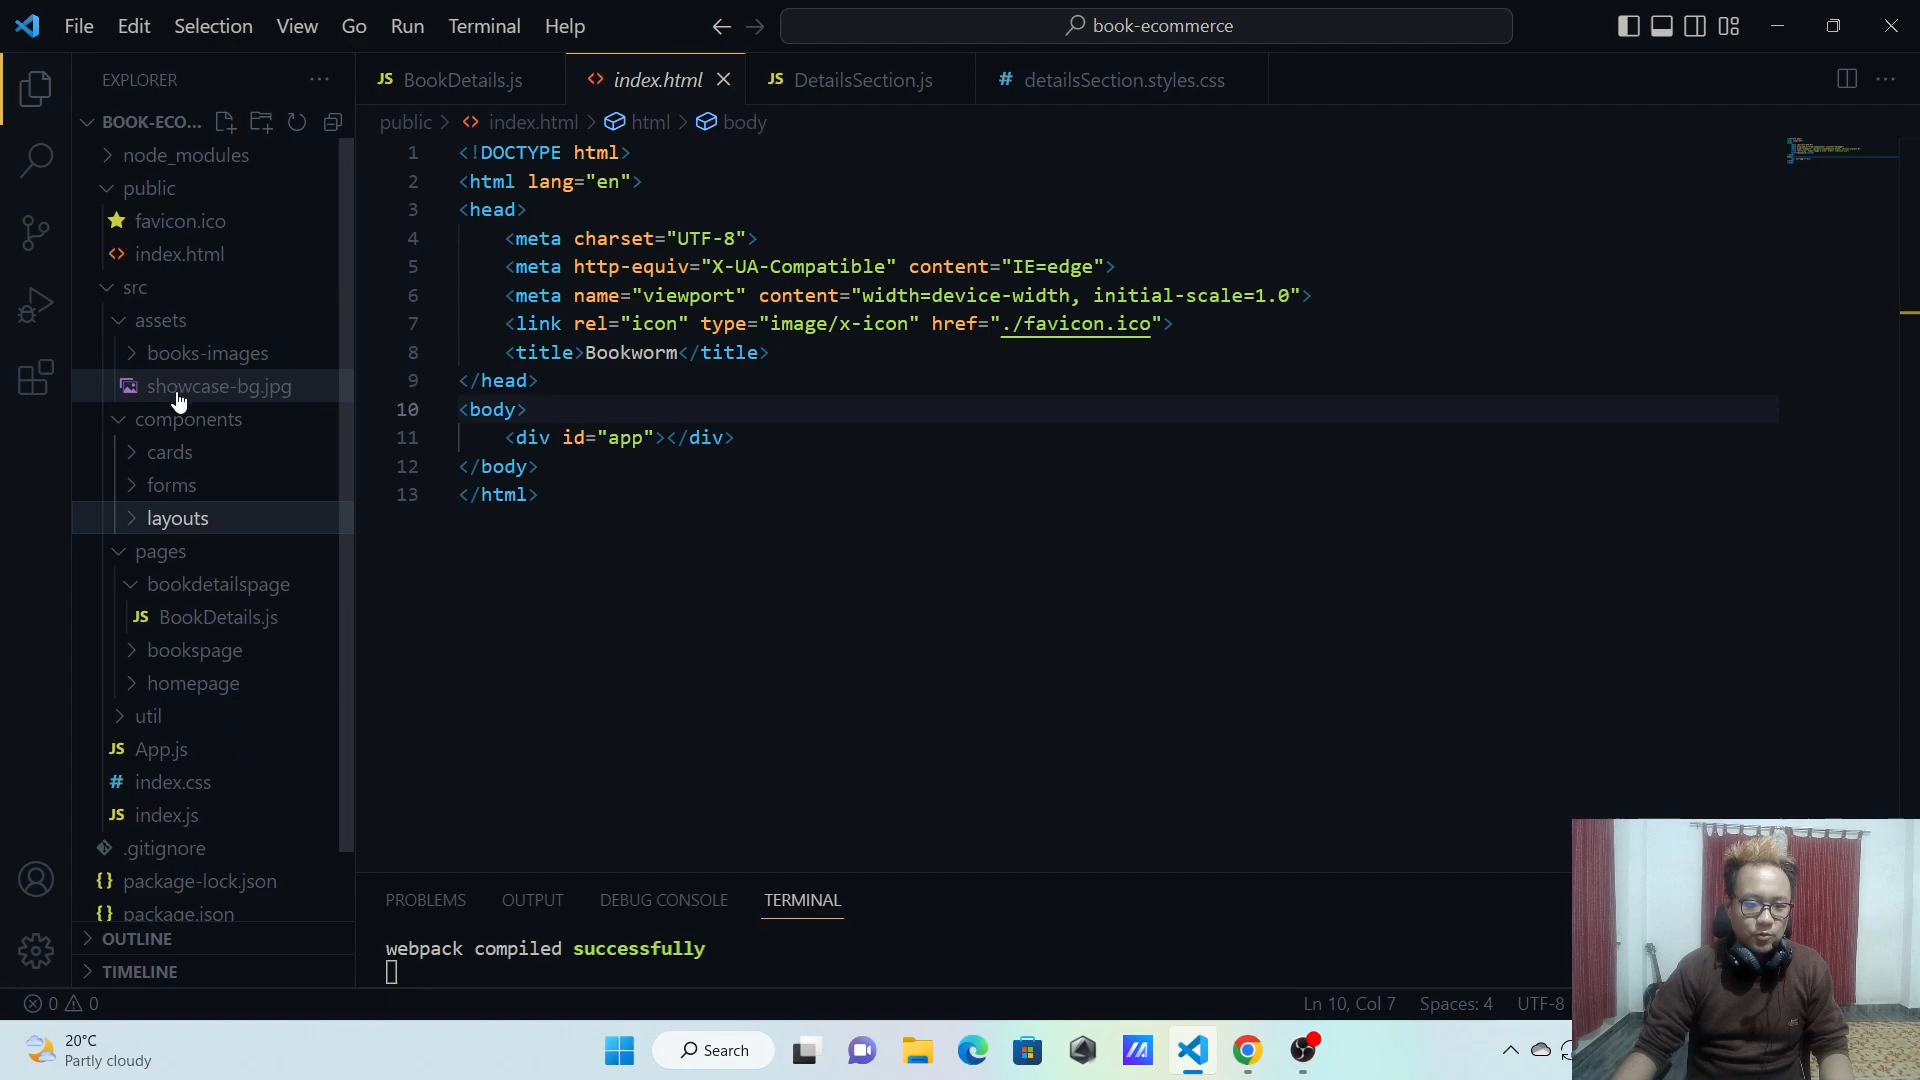 File Edit Selection View Go Run Terminal Help
book-ecommerce
EXPLORER
BOOK-ECO...
node_modules
public
favicon.ico
index.html
src
assets
books-images
showcase-bg.jpg
components
cards
forms
layouts
pages
bookdetailspage
JS BookDetails.js
bookspage
homepage
util
JS App.js
# index.css
JS index.js
.gitignore
{} package-lock.json
{} package.json
OUTLINE
TIMELINE
JS BookDetails.js
<> index.html
JS DetailsSection.js
# detailsSection.styles.css
public > <> index.html > html > body
1 <!DOCTYPE html>
2 <html lang="en">
3 <head>
4 <meta charset="UTF-8">
5 <meta http-equiv="X-UA-Compatible" content="IE=edge">
6 <meta name="viewport" content="width=device-width, initial-scale=1.0">
7 <link rel="icon" type="image/x-icon" href="./favicon.ico">
8 <title>Bookworm</title>
9 </head>
10 <body>
11 <div id="app"></div>
12 </body>
13 </html>
PROBLEMS OUTPUT DEBUG CONSOLE TERMINAL
webpack compiled successfully
0 0
Ln 10, Col 7 Spaces: 4 UTF-8
20°C
Partly cloudy
Search